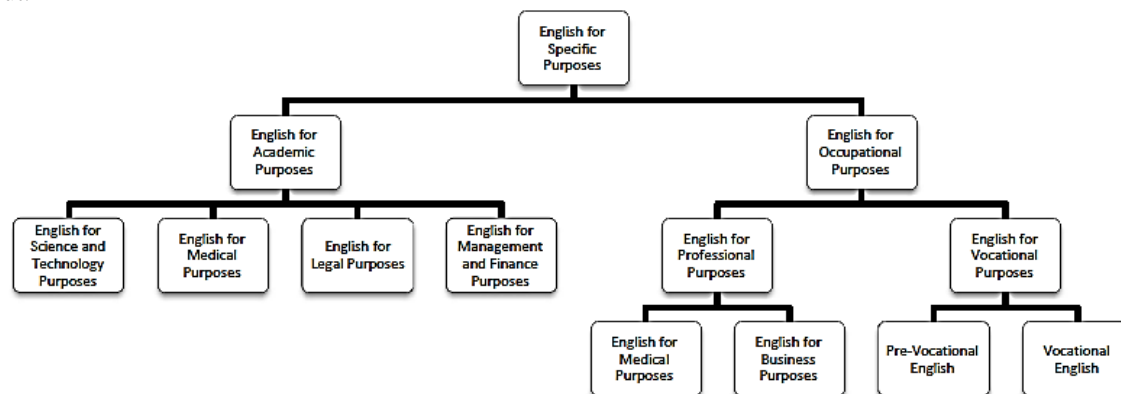 English for
Specific
Purposes
English for
Academic
Purposes
English for
Occupational
Purposes
English for
Science and
Technology
Purposes
English for
Medical
Purposes
English for
Legal Purposes
English for
Management
and Finance
Purposes
English for
Professional
Purposes
English for
Vocational
Purposes
English for
Medical
Purposes
English for
Business
Purposes
Pre-Vocational
English
Vocational
English